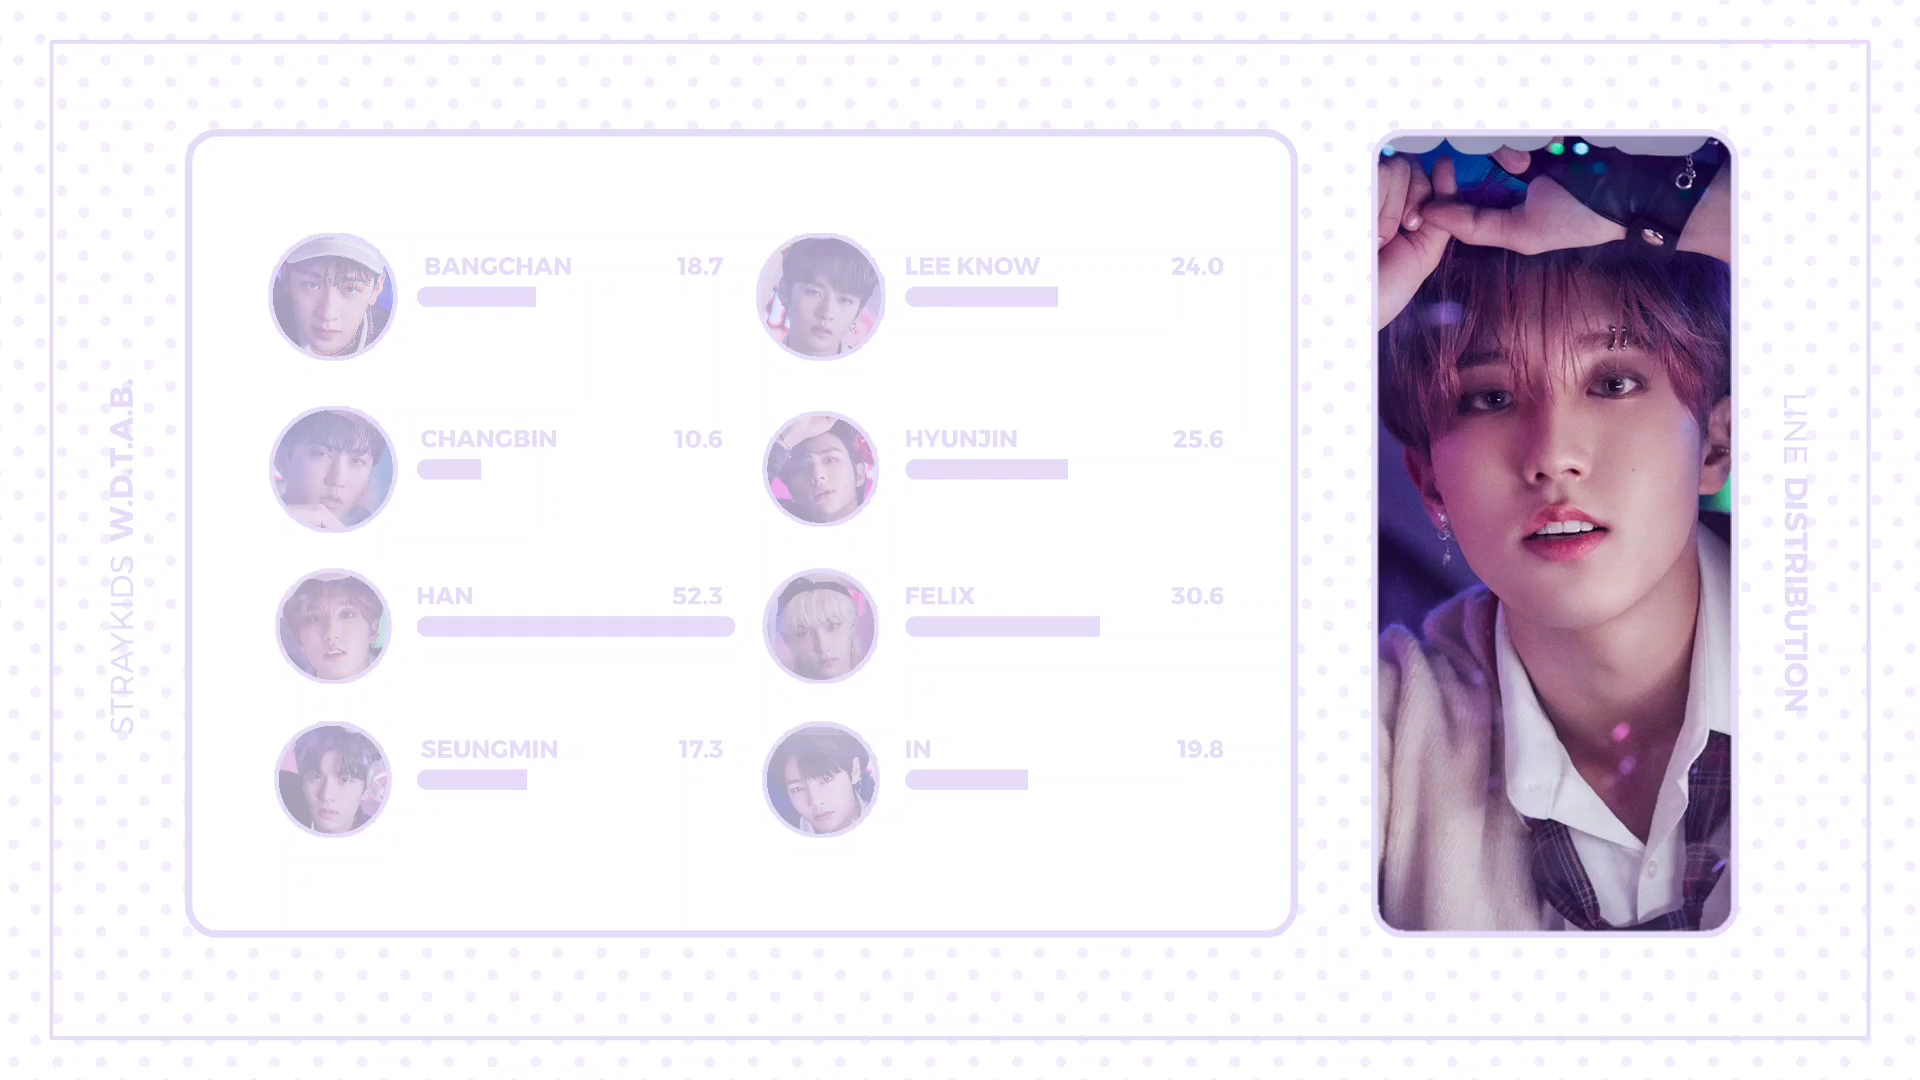 STRAYKIDS W.D.T.A.B.
BANGCHAN 18.7
LEE KNOW 24.0
CHANGBIN 10.6
HYUNJIN 25.6
HAN 52.3
FELIX 30.6
SEUNGMIN 17.3
IN 19.8
LINE DISTRIBUTION